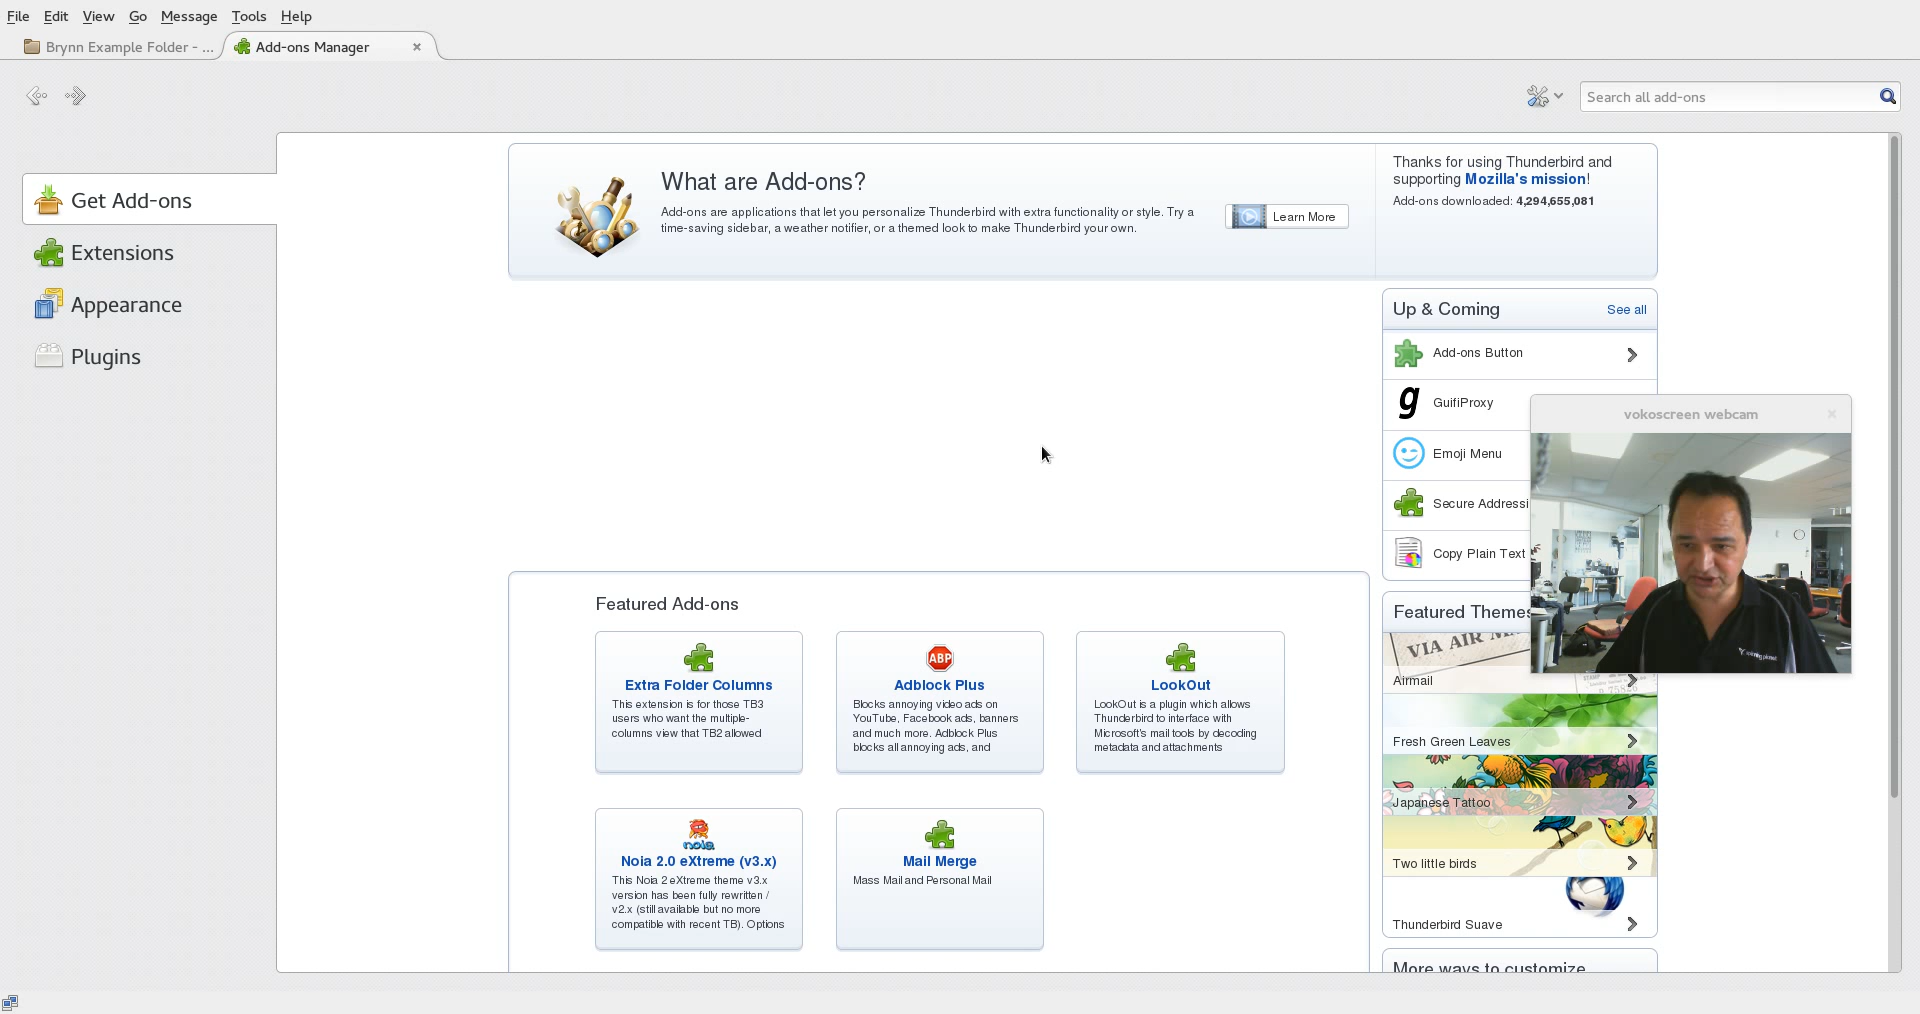 File Edit View Go Message Tools Help
Brynn Example Folder - ...
Add-ons Manager
Search all add-ons
Get Add-ons
Extensions
Appearance
Plugins
What are Add-ons?
Add-ons are applications that let you personalize Thunderbird with extra functionality or style. Try a
time-saving sidebar, a weather notifier, or a themed look to make Thunderbird your own.
Learn More
Thanks for using Thunderbird and
supporting Mozilla's mission!
Add-ons downloaded: 4,294,655,081
Up & Coming
See all
Add-ons Button
GuifiProxy
Emoji Menu
Secure Addressi
Copy Plain Text
vokoscreen webcam
Featured Themes
VIA AIR
Airmail
Fresh Green Leaves
Japanese Tattoo
Two little birds
Thunderbird Suave
More ways to customize
Featured Add-ons
Extra Folder Columns
This extension is for those TB3
users who want the multiple-
columns view that TB2 allowed
ABP
Adblock Plus
Blocks annoying video ads on
YouTube, Facebook ads, banners
and much more. Adblock Plus
blocks all annoying ads, and
LookOut
LookOut is a plugin which allows
Thunderbird to interface with
Microsoft's mail tools by decoding
metadata and attachments
noia
Noia 2.0 eXtreme (v3.x)
This Noia 2 eXtreme theme v3.x
version has been fully rewritten /
v2.x (still available but no more
compatible with recent TB). Options
Mail Merge
Mass Mail and Personal Mail